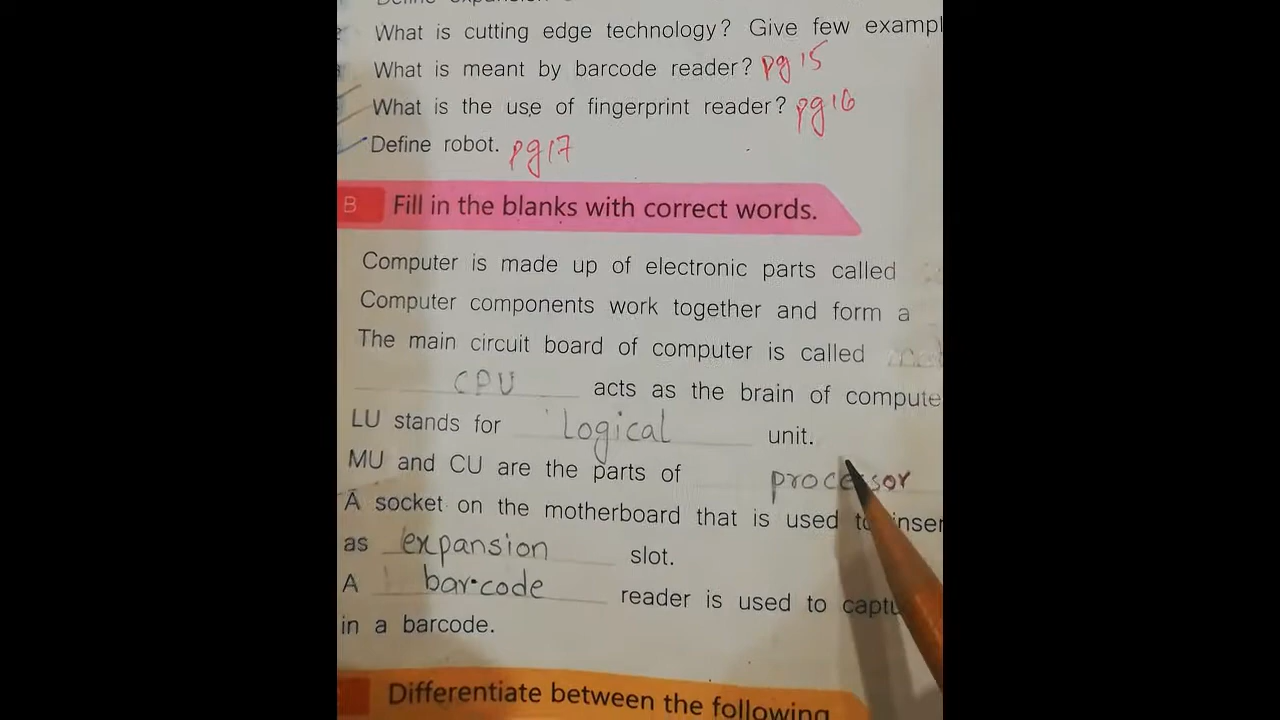 What is cutting edge technology? Give few exampl
What is meant by barcode reader? pg 15
What is the use of fingerprint reader? pg 16
Define robot. pg 17
B Fill in the blanks with correct words.
Computer is made up of electronic parts called
Computer components work together and form a
The main circuit board of computer is called
CPU acts as the brain of compute
LU stands for Logical unit.
MU and CU are the parts of processor
A socket on the motherboard that is used to inser
as expansion slot.
A bar-code reader is used to captu
in a barcode.
Differentiate between the following